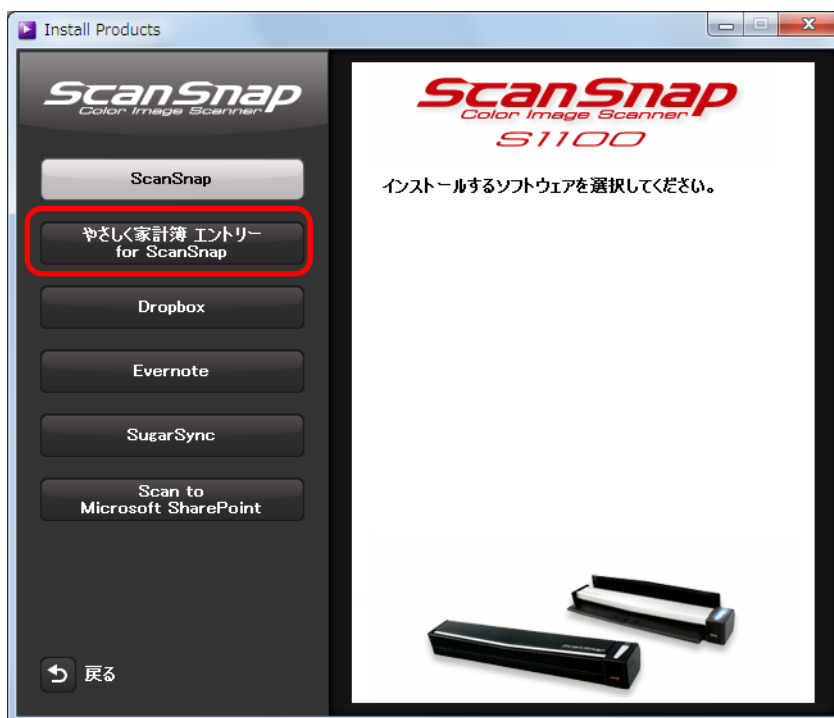 Install Products
ScanSnap
Color Image Scanner
ScanSnap
やさしく家計簿 エントリー
for ScanSnap
Dropbox
Evernote
SugarSync
Scan to
Microsoft SharePoint
戻る
ScanSnap
Color Image Scanner
S1100
インストールするソフトウェアを選択してください。